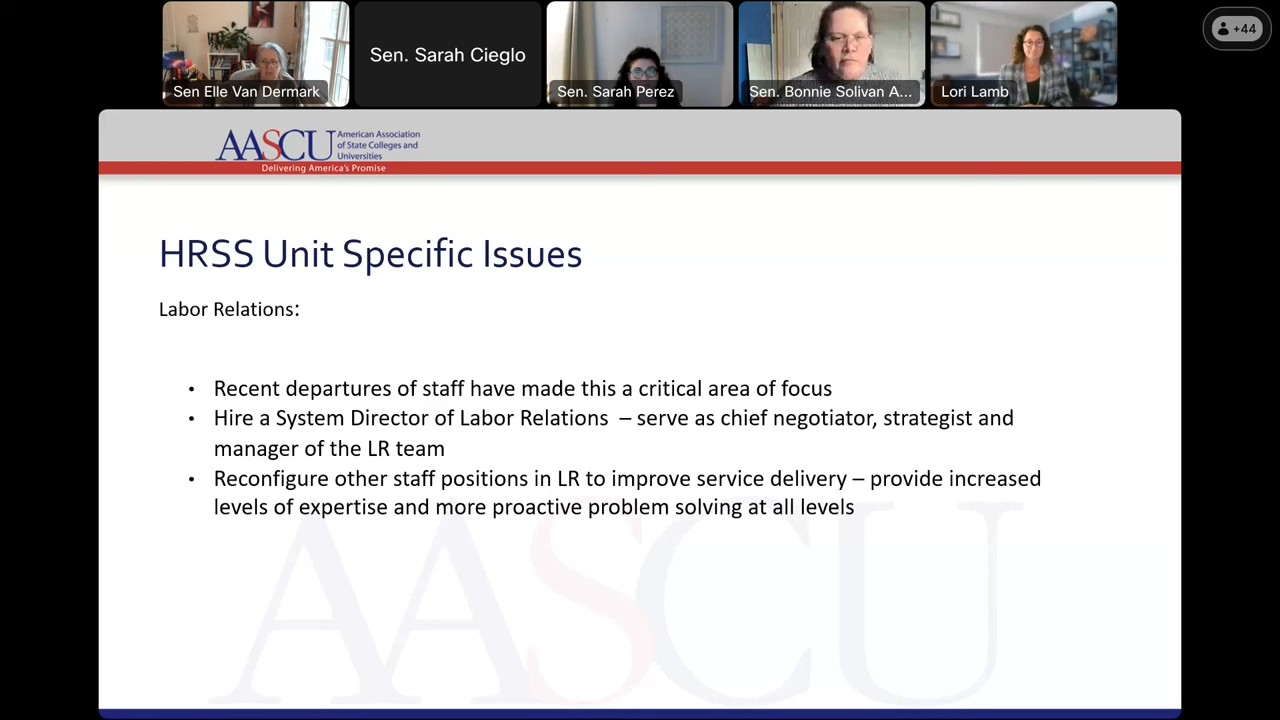 Sen Elle Van Dermark
Sen. Sarah Cieglo
Sen. Sarah Perez
Sen. Bonnie Solivan A...
Lori Lamb
+44
AASCU
American Association
of State Colleges and
Universities
Delivering America's Promise
HRSS Unit Specific Issues
Labor Relations:
• Recent departures of staff have made this a critical area of focus
• Hire a System Director of Labor Relations – serve as chief negotiator, strategist and
manager of the LR team
• Reconfigure other staff positions in LR to improve service delivery – provide increased
levels of expertise and more proactive problem solving at all levels
AASCU